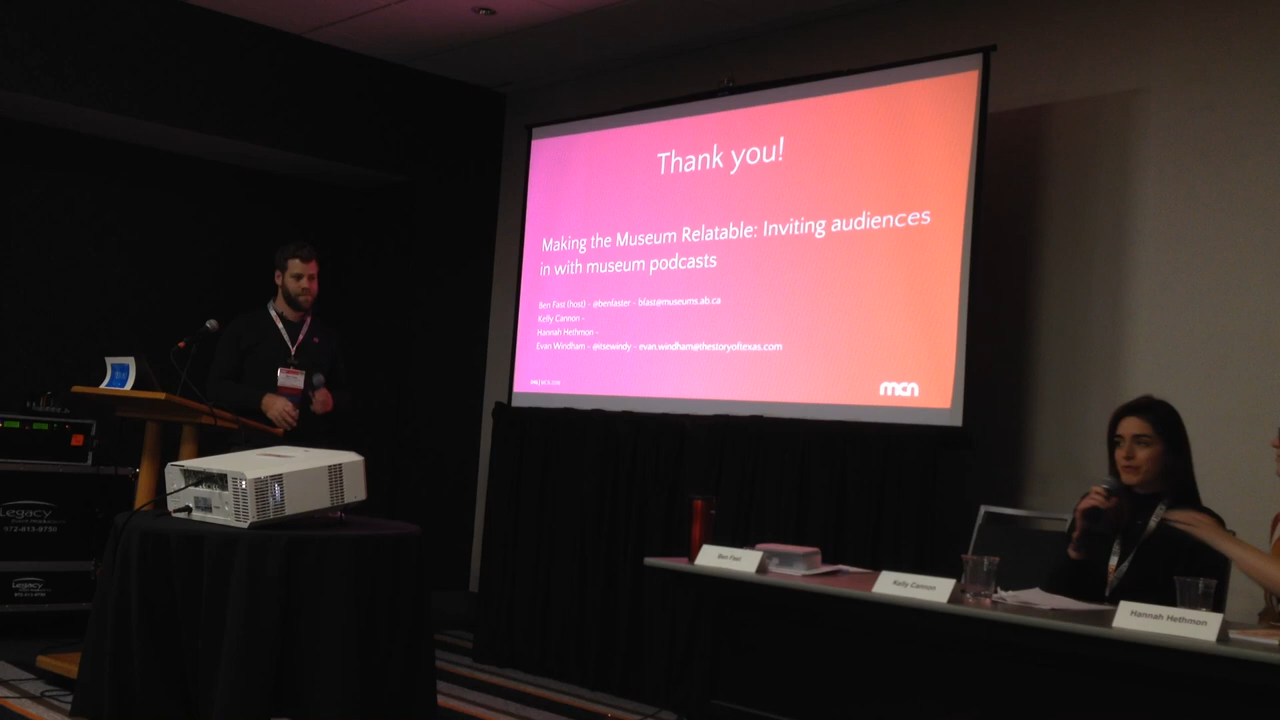 Thank you!
Making the Museum Relatable: Inviting audiences
in with museum podcasts
Ben Fast (host) - @benfaster - bfast@museums.ab.ca
Kelly Cannon -
Hannah Hethmon -
Evan Windham - @itsewindy - evan.windham@thestoryoftexas.com
mcn
Legacy
972-813-9750
Legacy
Ben Fast
Kelly Cannon
Hannah Hethmon